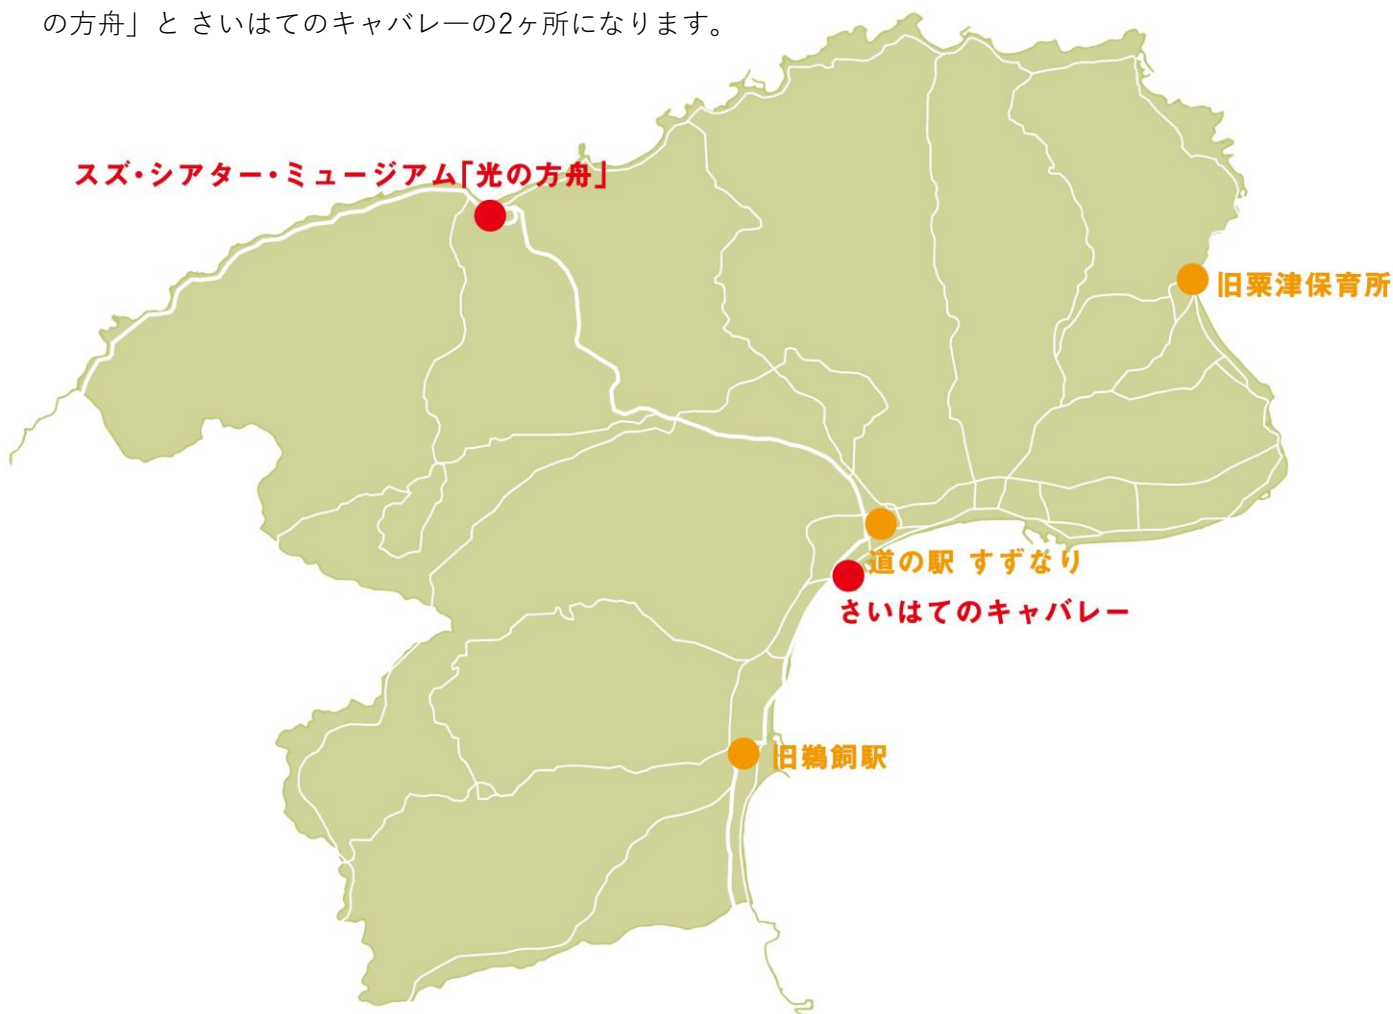 の方舟」と さいはてのキャバレーの2ヶ所になります。
スズ・シアター・ミュージアム「光の方舟」
旧粟津保育所
道の駅 すずなり
さいはてのキャバレー
旧鵜飼駅